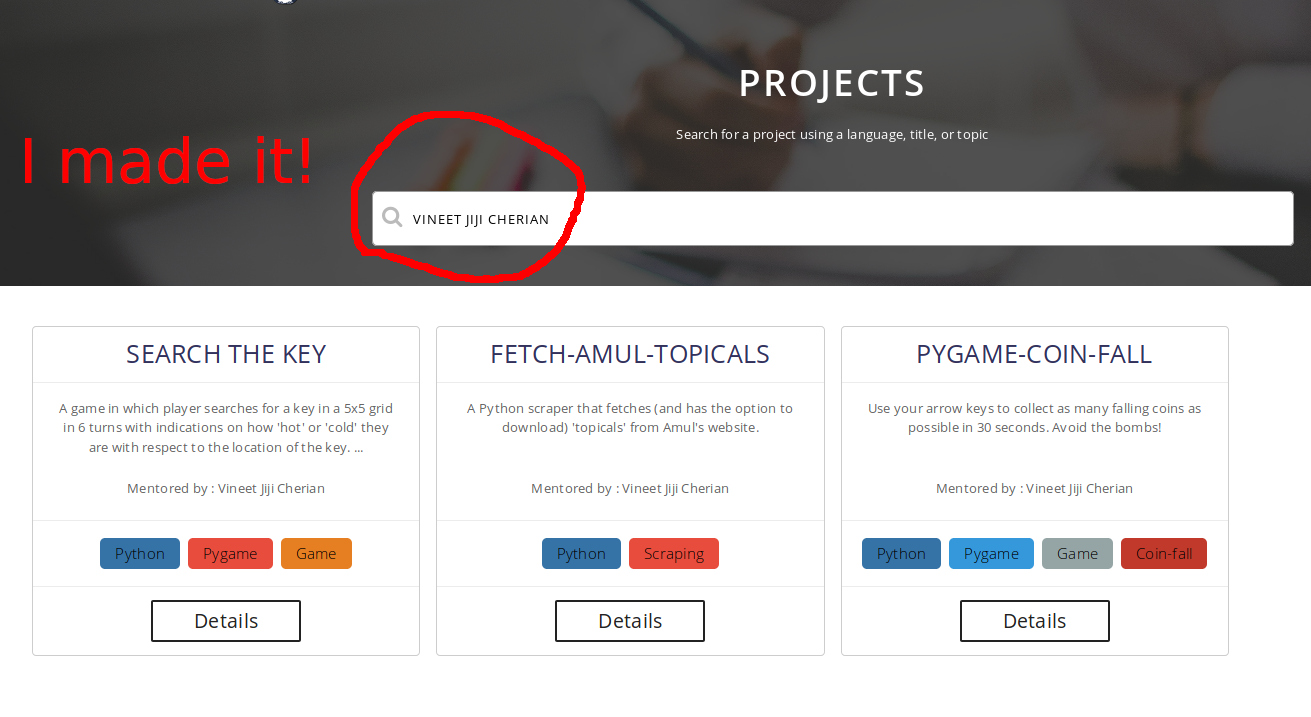 PROJECTS
Search for a project using a language, title, or topic
I made it!
VINEET JIJI CHERIAN
SEARCH THE KEY
A game in which player searches for a key in a 5x5 grid
in 6 turns with indications on how 'hot' or 'cold' they
are with respect to the location of the key. ...
Mentored by : Vineet Jiji Cherian
Python Pygame Game
Details
FETCH-AMUL-TOPICALS
A Python scraper that fetches (and has the option to
download) 'topicals' from Amul's website.
Mentored by : Vineet Jiji Cherian
Python Scraping
Details
PYGAME-COIN-FALL
Use your arrow keys to collect as many falling coins as
possible in 30 seconds. Avoid the bombs!
Mentored by : Vineet Jiji Cherian
Python Pygame Game Coin-fall
Details